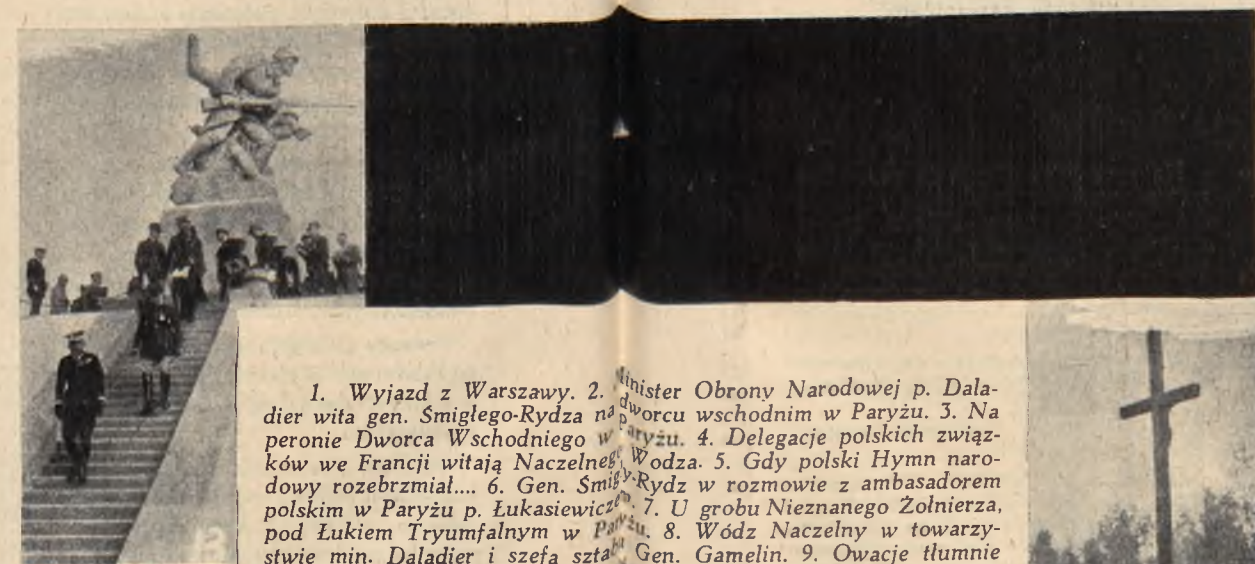 1. Wyjazd z Warszawy. 2. Minister Obrony Narodowej p. Dala-
dier wita gen. Śmigłego-Rydza na dworcu wschodnim w Paryżu. 3. Na
peronie Dworca Wschodniego w Paryżu. 4. Delegacje polskich związ-
ków we Francji witają Naczelnego Wodza. 5. Gdy polski Hymn naro-
dowy rozebrzmiał.... 6. Gen. Śmigły-Rydz w rozmowie z ambasadorem
polskim w Paryżu p. Łukasiewiczem. 7. U grobu Nieznanego Żołnierza,
pod Łukiem Tryumfalnym w Paryżu. 8. Wódz Naczelny w towarzy-
stwie min. Daladier i szefa sztabu Gen. Gamelin. 9. Owacje tłumnie